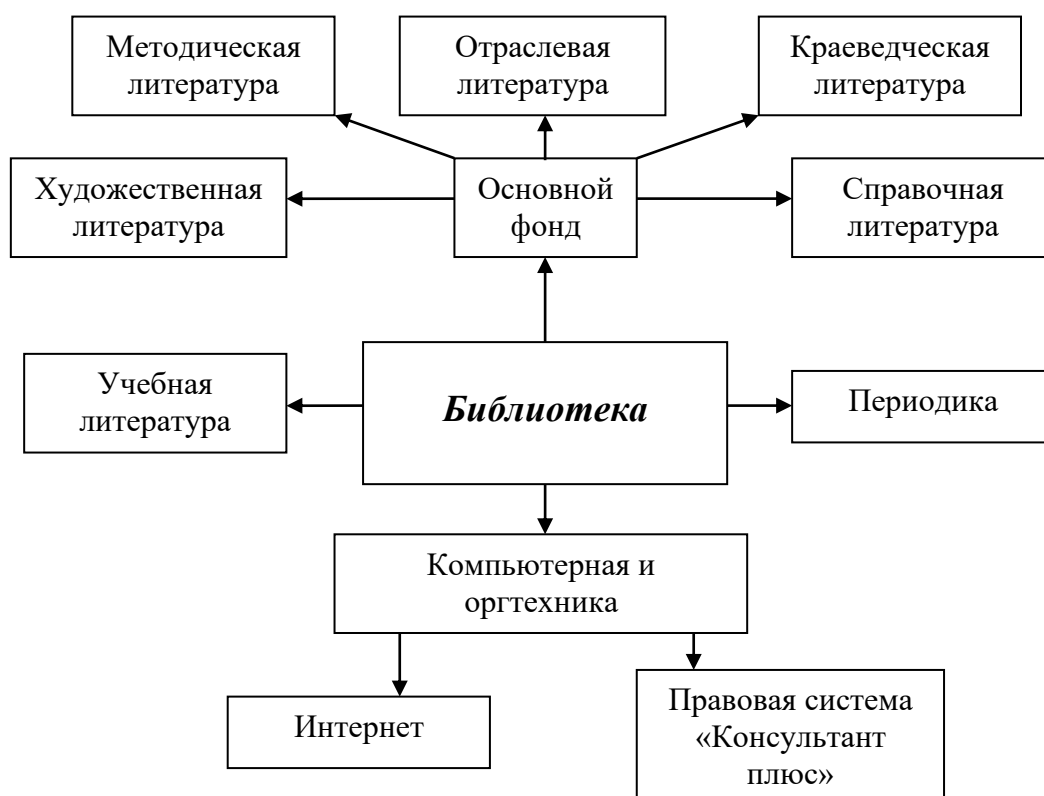 Методическая
литература
Отраслевая
литература
Краеведческая
литература
Художественная
литература
Основной
фонд
Справочная
литература
Учебная
литература
Библиотека
Периодика
Компьютерная и
оргтехника
Интернет
Правовая система
«Консультант
плюс»